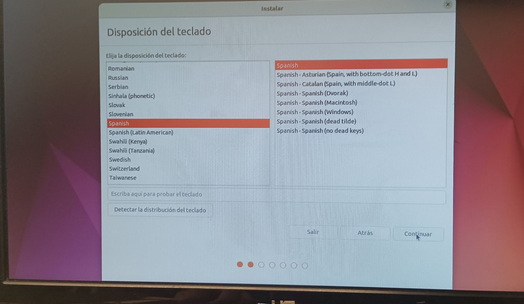 Instalar
Disposición del teclado
Elija la disposición del teclado:
Romanian
Russian
Serbian
Sinhala (phonetic)
Slovak
Slovenian
Spanish
Spanish (Latin American)
Swahili (Kenya)
Swahili (Tanzania)
Swedish
Switzerland
Taiwanese
Spanish
Spanish - Asturian (Spain, with bottom-dot H and L)
Spanish - Catalan (Spain, with middle-dot L)
Spanish - Spanish (Dvorak)
Spanish - Spanish (Macintosh)
Spanish - Spanish (Windows)
Spanish - Spanish (dead tilde)
Spanish - Spanish (no dead keys)
Escriba aquí para probar el teclado
Detectar la distribución del teclado
Salir
Atrás
Continuar